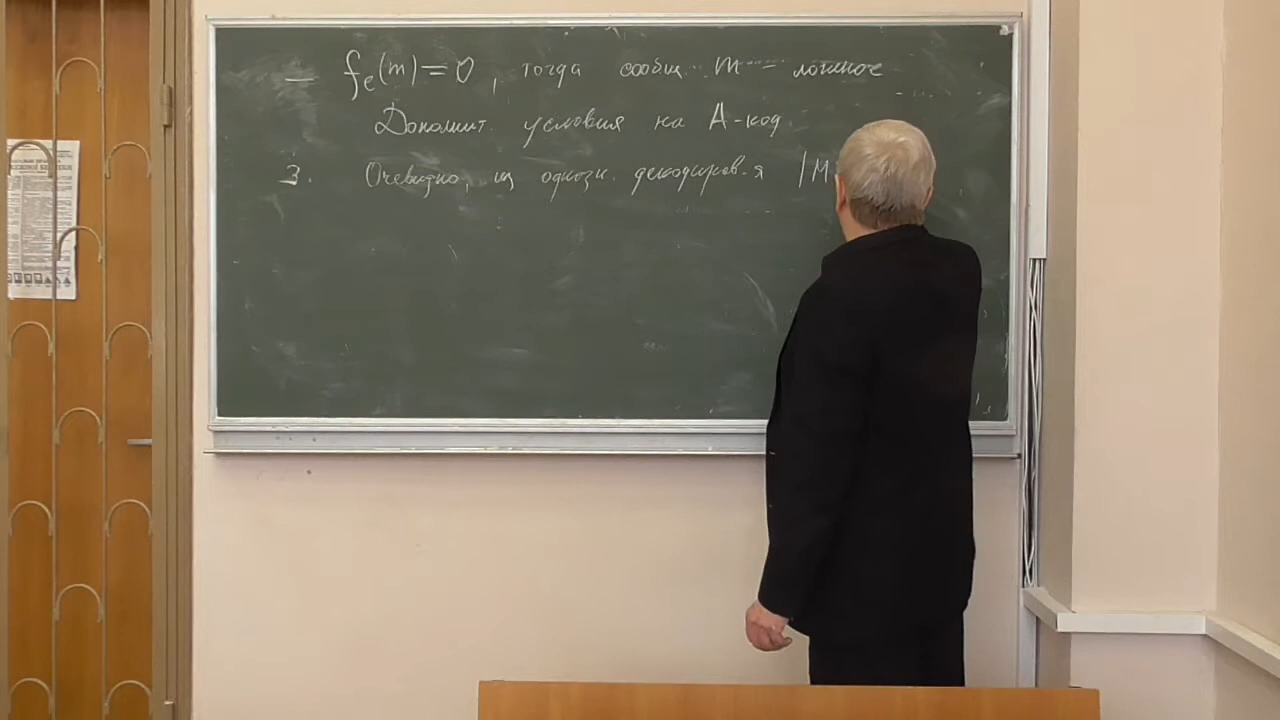 — fₑ(m)=0, тогда сообщ. m – ложное
Дополнит. условия на А-код.
3. Очевидно, из однозн. декодиров-я |M